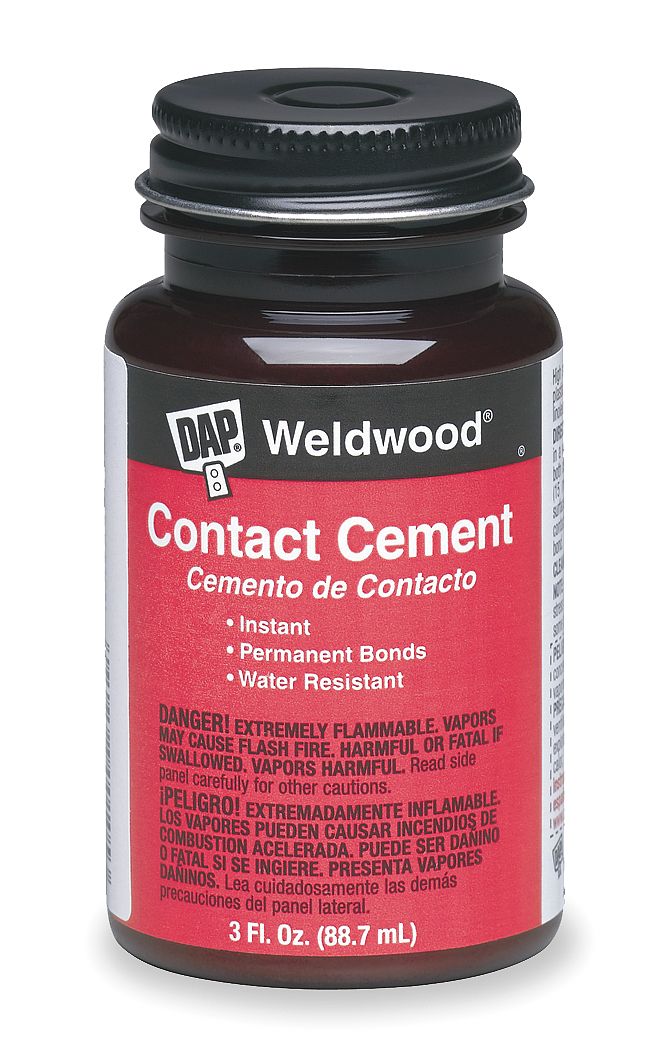 DAP® Weldwood®
®
Contact Cement
Cemento de Contacto
• Instant
• Permanent Bonds
• Water Resistant
DANGER! EXTREMELY FLAMMABLE. VAPORS
MAY CAUSE FLASH FIRE. HARMFUL OR FATAL IF
SWALLOWED. VAPORS HARMFUL. Read side
panel carefully for other cautions.
¡PELIGRO! EXTREMADAMENTE INFLAMABLE.
LOS VAPORES PUEDEN CAUSAR INCENDIOS DE
COMBUSTION ACELERADA. PUEDE SER DAÑINO
O FATAL SI SE INGIERE. PRESENTA VAPORES
DAÑINOS. Lea cuidadosamente las demás
precauciones del panel lateral.
3 Fl. Oz. (88.7 mL)